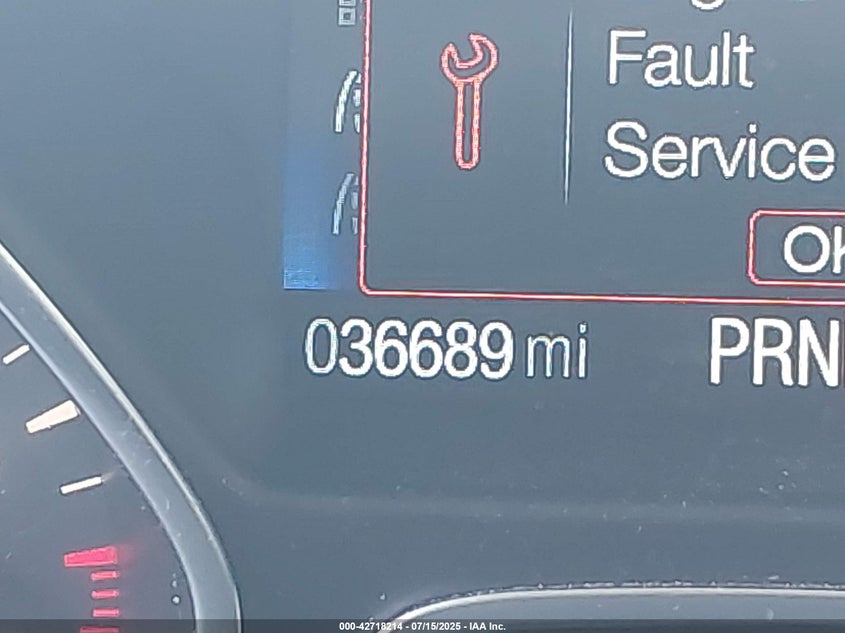 Fault
Service
OK
036689 mi
PRN
000-42718214 - 07/15/2025 - IAA Inc.